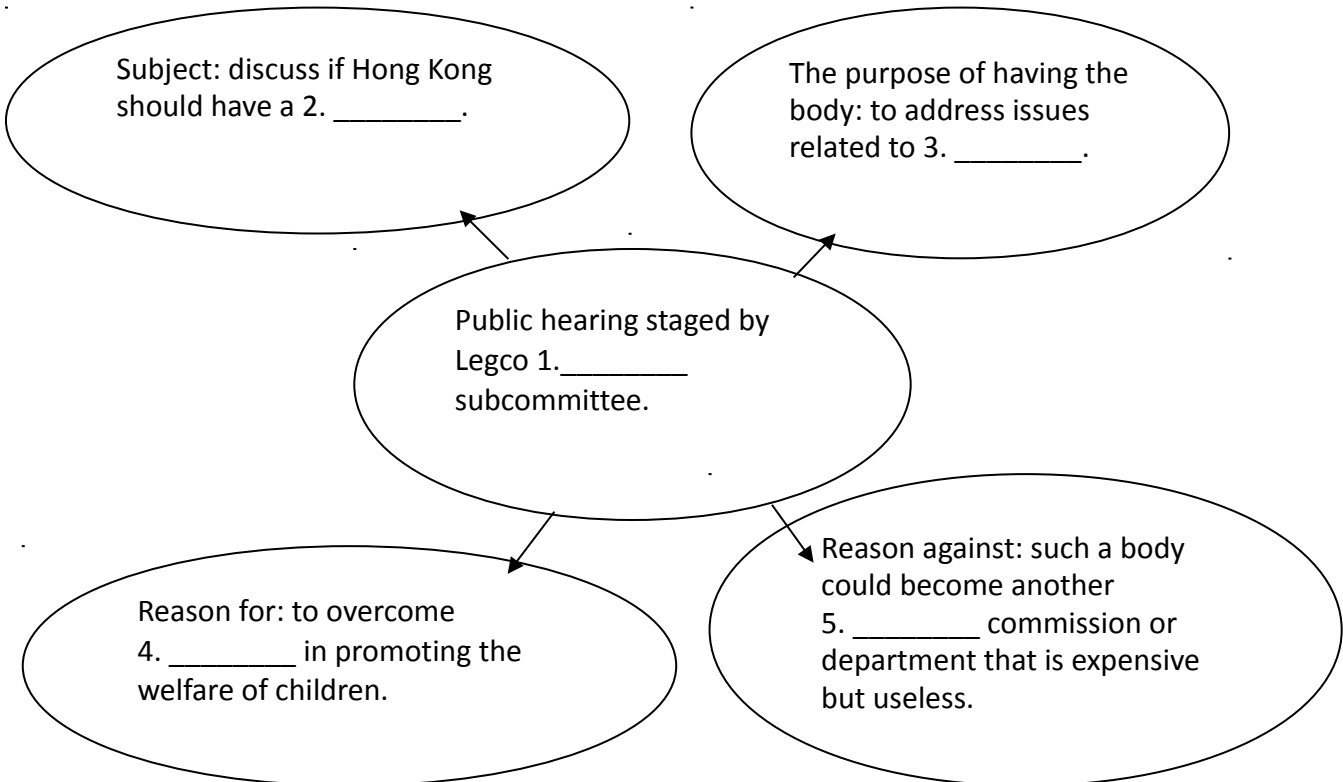 Subject: discuss if Hong Kong
should have a 2. ________.
The purpose of having the
body: to address issues
related to 3. ________.
Public hearing staged by
Legco 1.________
subcommittee.
Reason for: to overcome
4. ________ in promoting the
welfare of children.
Reason against: such a body
could become another
5. ________ commission or
department that is expensive
but useless.